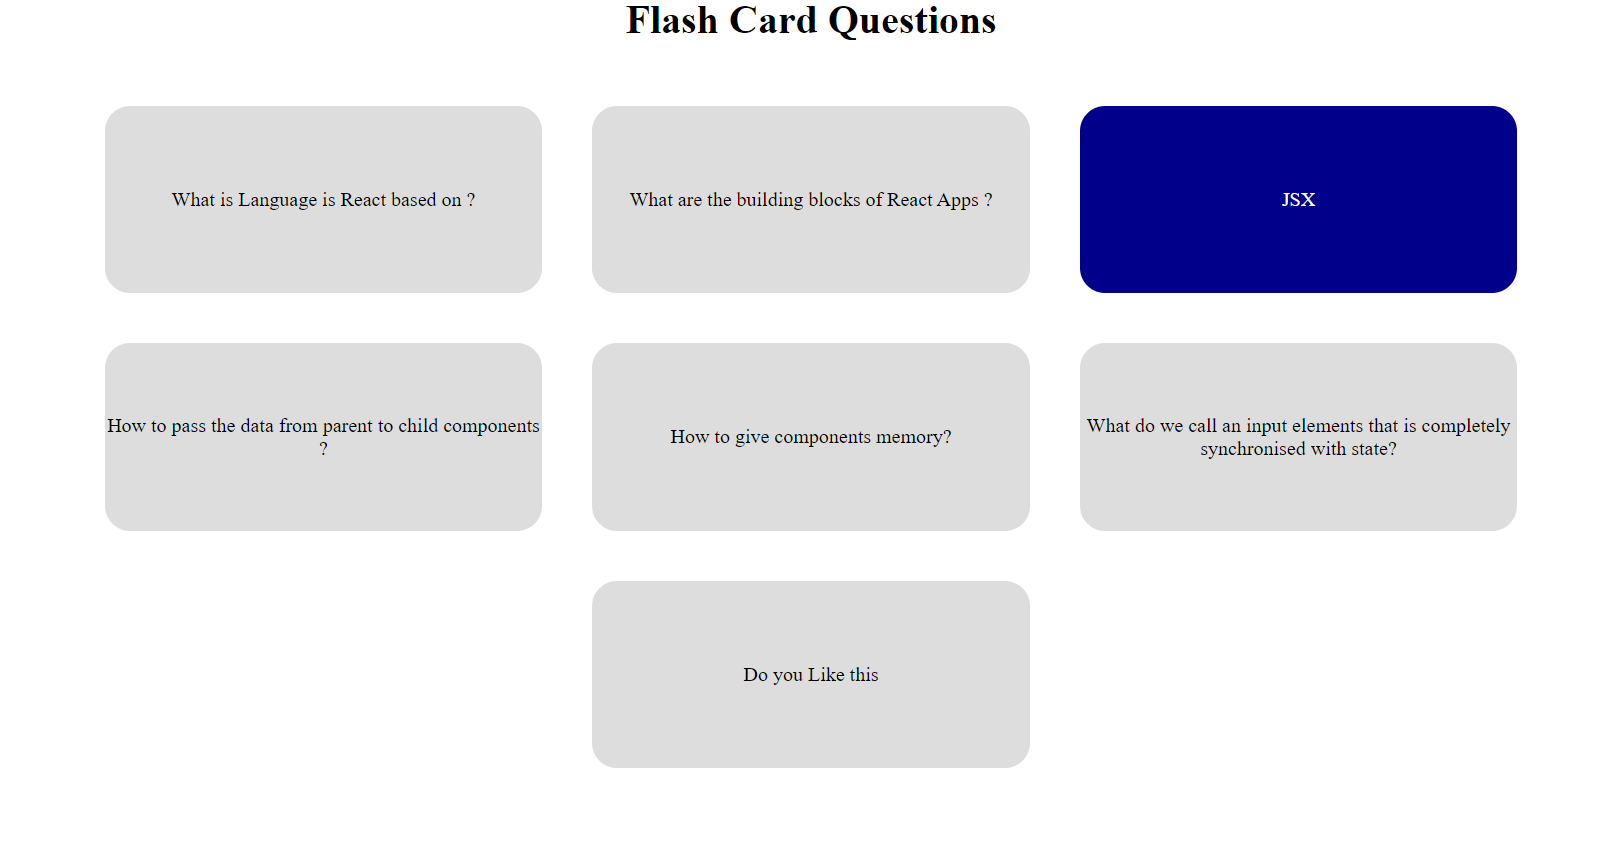 Flash Card Questions
What is Language is React based on ?
What are the building blocks of React Apps ?
JSX
How to pass the data from parent to child components
?
How to give components memory?
What do we call an input elements that is completely
synchronised with state?
Do you Like this